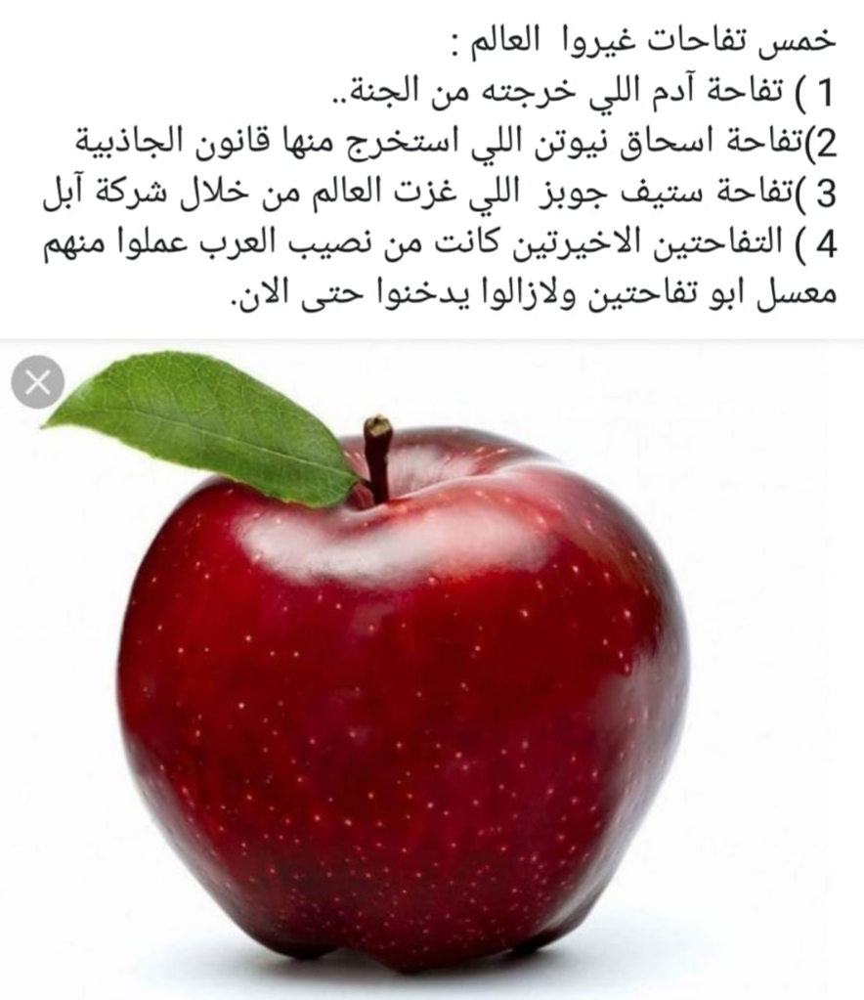 خمس تفاحات غيروا العالم :
1 ) تفاحة آدم اللي خرجته من الجنة..
2)تفاحة اسحاق نيوتن اللي استخرج منها قانون الجاذبية
3 )تفاحة ستيف جوبز اللي غزت العالم من خلال شركة آبل
4 ) التفاحتين الاخيرتين كانت من نصيب العرب عملوا منهم
معسل ابو تفاحتين ولازالوا يدخنوا حتى الان.